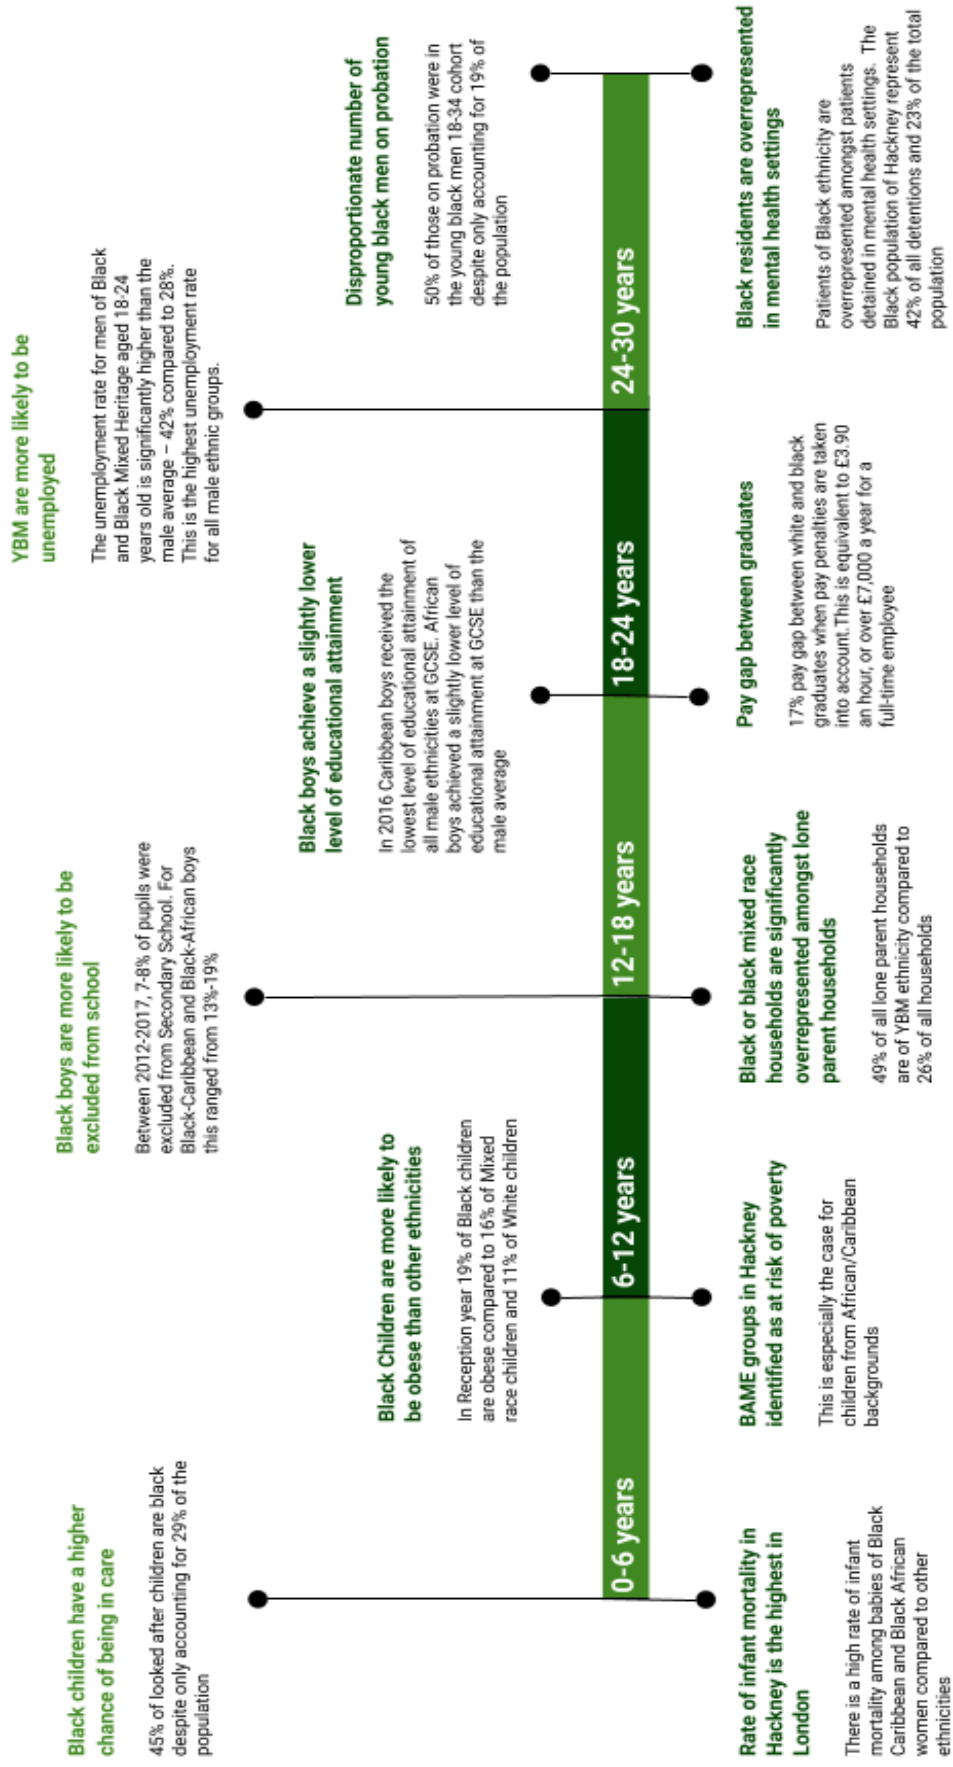 Black children have a higher
chance of being in care
45% of looked after children are black
despite only accounting for 29% of the
population
Black boys are more likely to be
excluded from school
Between 2012-2017, 7-8% of pupils were
excluded from Secondary School. For
Black-Caribbean and Black-African boys
this ranged from 13%-19%
YBM are more likely to be
unemployed
The unemployment rate for men of Black
and Black Mixed Heritage aged 18-24
years old is significantly higher than the
male average – 42% compared to 28%.
This is the highest unemployment rate
for all male ethnic groups.
Black Children are more likely to
be obese than other ethnicities
In Reception year 19% of Black children
are obese compared to 16% of Mixed
race children and 11% of White children
Black boys achieve a slightly lower
level of educational attainment
In 2016 Caribbean boys received the
lowest level of educational attainment of
all male ethnicities at GCSE. African
boys achieved a slightly lower level of
educational attainment at GCSE than the
male average
Disproportionate number of
young black men on probation
50% of those on probation were in
the young black men 18-34 cohort
despite only accounting for 19% of
the population
0-6 years
6-12 years
12-18 years
18-24 years
24-30 years
Rate of infant mortality in
Hackney is the highest in
London
There is a high rate of infant
mortality among babies of Black
Caribbean and Black African
women compared to other
ethnicities
BAME groups in Hackney
identified as at risk of poverty
This is especially the case for
children from African/Caribbean
backgrounds
Black or black mixed race
households are significantly
overrepresented amongst lone
parent households
49% of all lone parent households
are of YBM ethnicity compared to
26% of all households
Pay gap between graduates
17% pay gap between white and black
graduates when pay penalties are taken
into account.This is equivalent to £3.90
an hour, or over £7,000 a year for a
full-time employee
Black residents are overrepresented
in mental health settings
Patients of Black ethnicity are
overrepresented amongst patients
detained in mental health settings. The
Black population of Hackney represent
42% of all detentions and 23% of the total
population